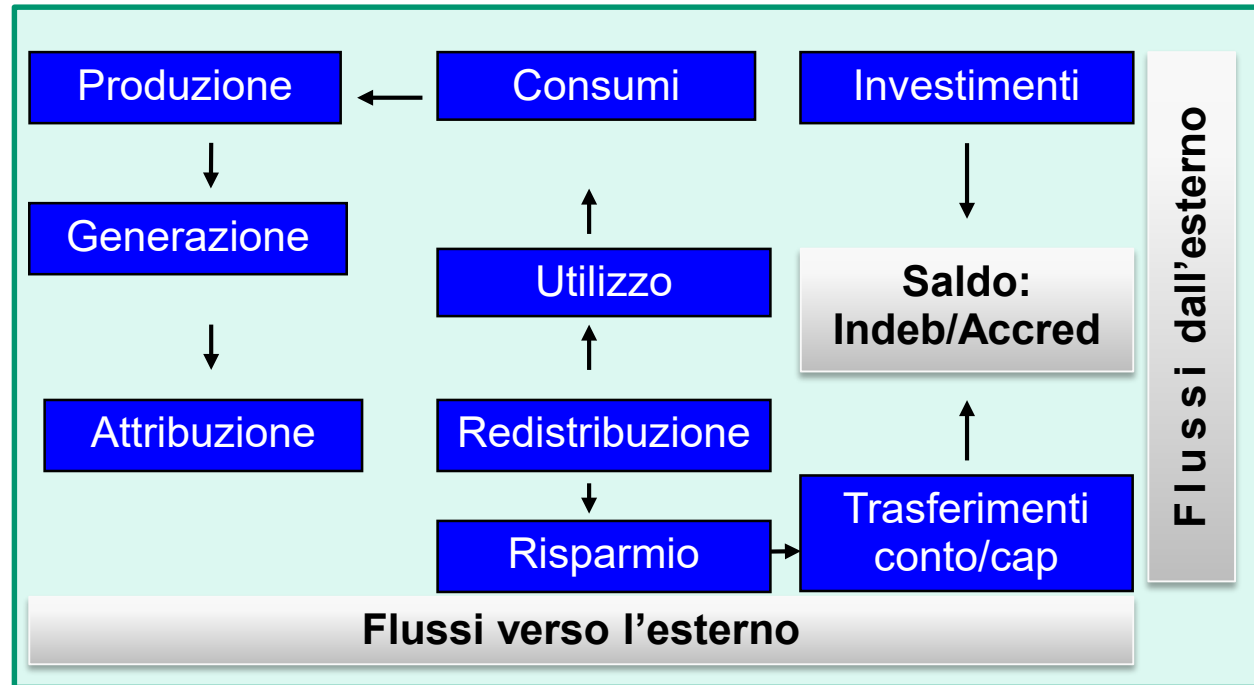 Produzione
Consumi
Investimenti
Generazione
Utilizzo
Saldo:
Indeb/Accred
Attribuzione
Redistribuzione
Risparmio
Trasferimenti
conto/cap
Flussi dall'esterno
Flussi verso l’esterno